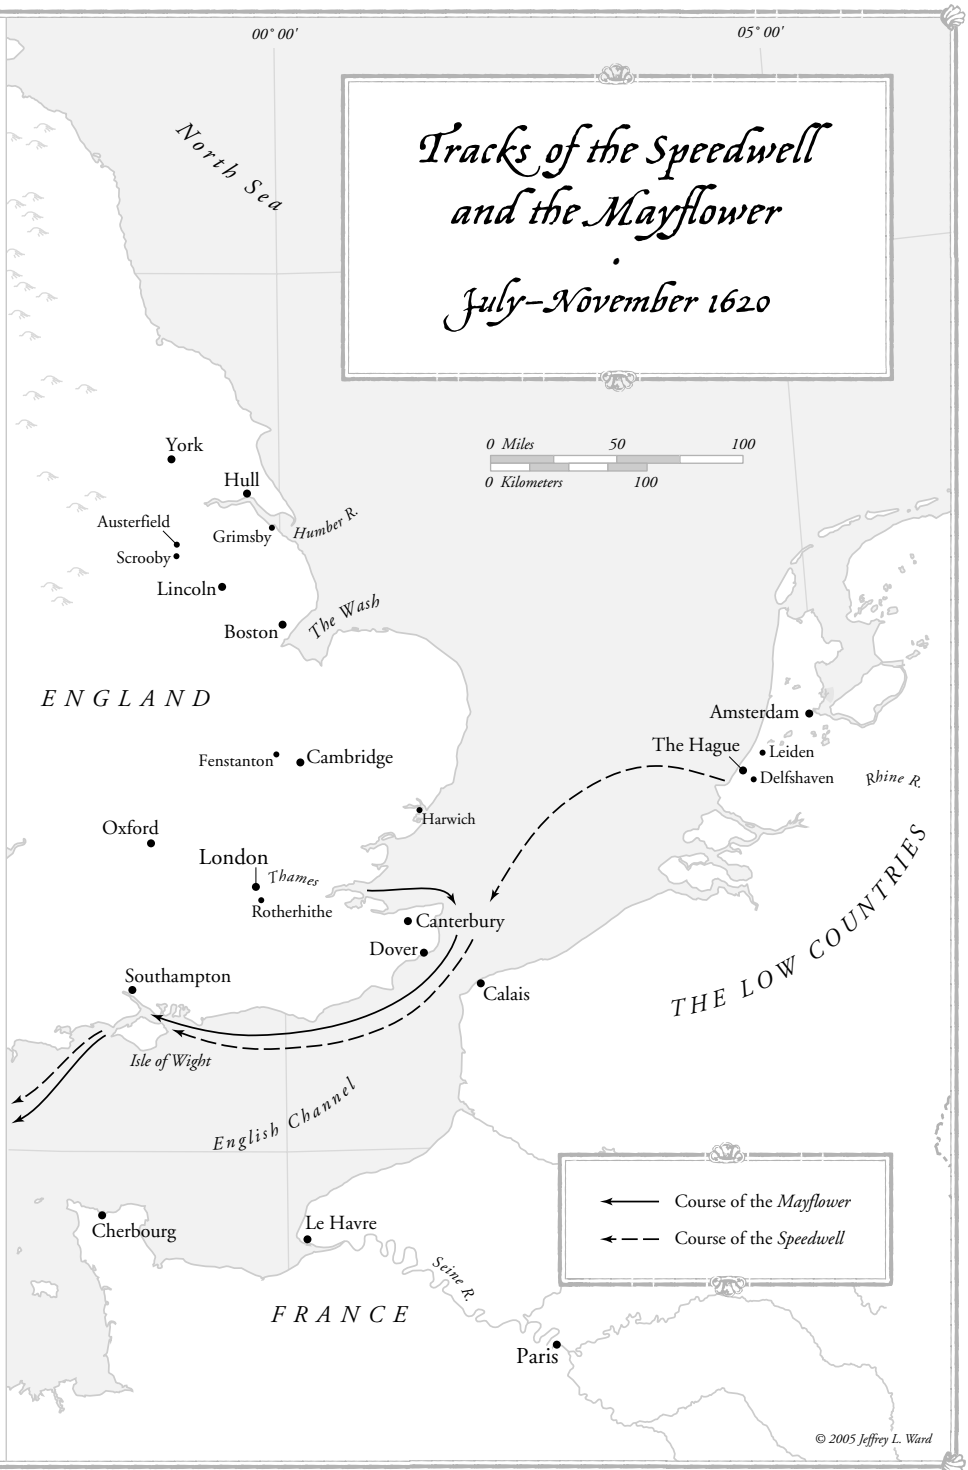 00° 00'
05° 00'
North Sea
Tracks of the Speedwell
and the Mayflower
·
July–November 1620
York
0 Miles 50 100
0 Kilometers 100
Hull
Austerfield
Grimsby
Humber R.
Scrooby
Lincoln
Boston
The Wash
ENGLAND
Amsterdam
The Hague
Leiden
Delfshaven
Rhine R.
Fenstanton
Cambridge
Harwich
Oxford
London
Thames
Rotherhithe
Canterbury
Dover
THE LOW COUNTRIES
Southampton
Calais
Isle of Wight
English Channel
Course of the Mayflower
Course of the Speedwell
Cherbourg
Le Havre
Seine R.
FRANCE
Paris
© 2005 Jeffrey L. Ward